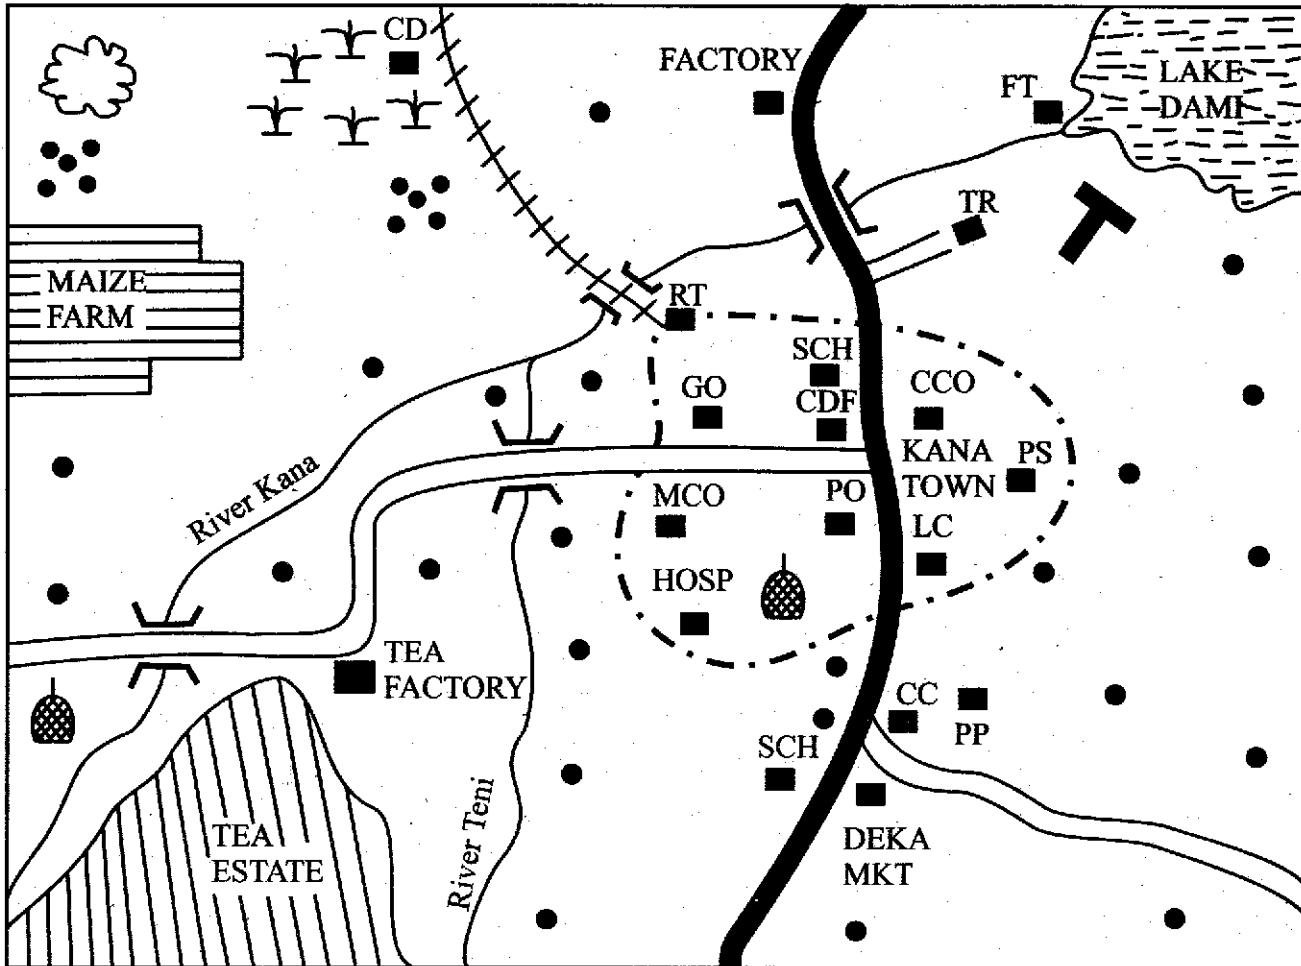 CD
FACTORY
FT
LAKE
DAMI
TR
MAIZE
FARM
RT
SCH
GO
CDF
CCO
KANA
TOWN
PS
River Kana
MCO
PO
LC
HOSP
TEA
FACTORY
CC
PP
SCH
River Teni
TEA
ESTATE
DEKA
MKT